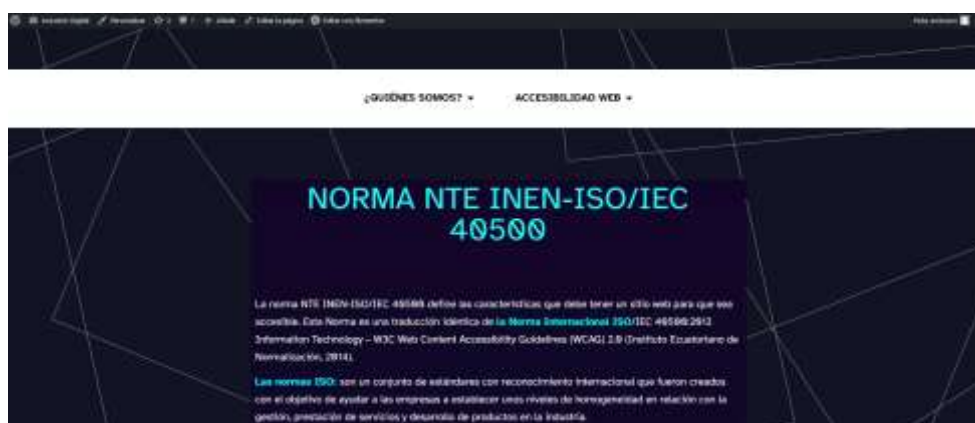 Personalizar
Editar la página
¿QUIÉNES SOMOS?
ACCESIBILIDAD WEB
NORMA NTE INEN-ISO/IEC
40500
La norma NTE INEN-ISO/IEC 40500 define las características que debe tener un sitio web para que sea
accesible. Esta Norma es una traducción idéntica de la Norma Internacional ISO/IEC 40500:2012
Information Technology – W3C Web Content Accessibility Guidelines (WCAG) 2.0 (Instituto Ecuatoriano de
Normalización, 2014).
Las normas ISO: son un conjunto de estándares con reconocimiento internacional que fueron creados
con el objetivo de ayudar a las empresas a establecer unos niveles de homogeneidad en relación con la
gestión, prestación de servicios y desarrollo de productos en la industria.